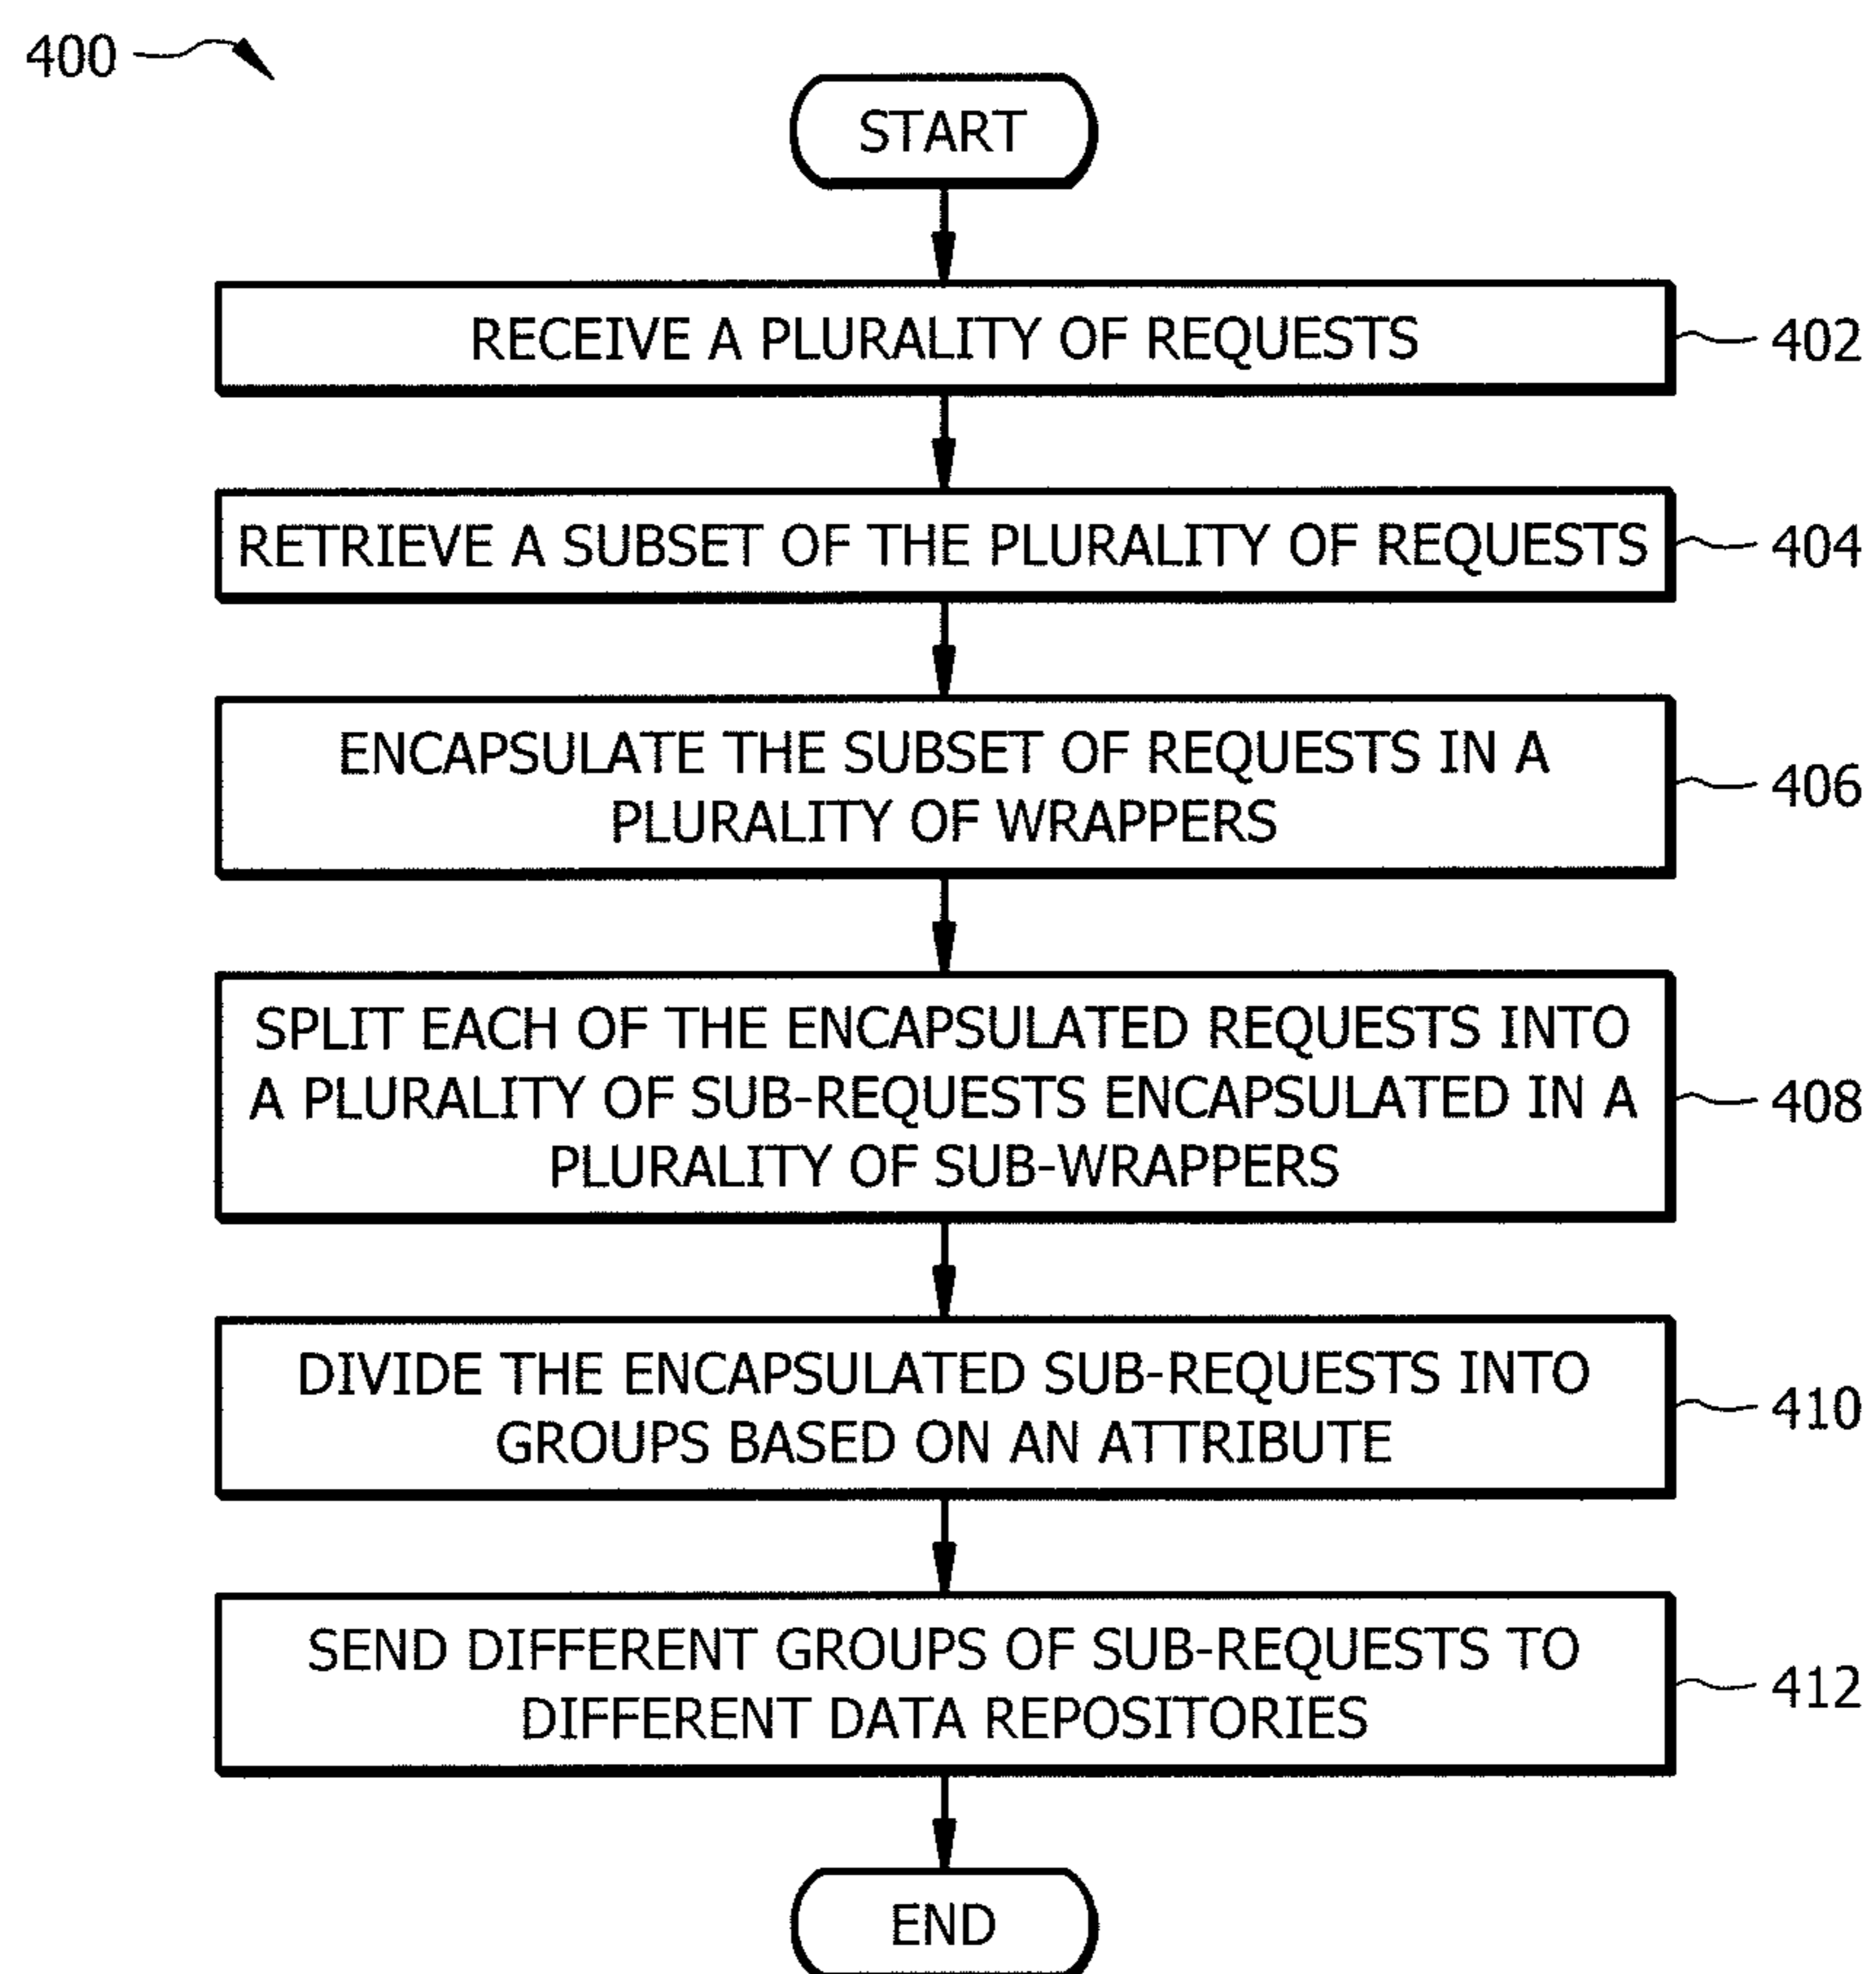 400
START
RECEIVE A PLURALITY OF REQUESTS
402
RETRIEVE A SUBSET OF THE PLURALITY OF REQUESTS
404
ENCAPSULATE THE SUBSET OF REQUESTS IN A
PLURALITY OF WRAPPERS
406
SPLIT EACH OF THE ENCAPSULATED REQUESTS INTO
A PLURALITY OF SUB-REQUESTS ENCAPSULATED IN A
PLURALITY OF SUB-WRAPPERS
408
DIVIDE THE ENCAPSULATED SUB-REQUESTS INTO
GROUPS BASED ON AN ATTRIBUTE
410
SEND DIFFERENT GROUPS OF SUB-REQUESTS TO
DIFFERENT DATA REPOSITORIES
412
END